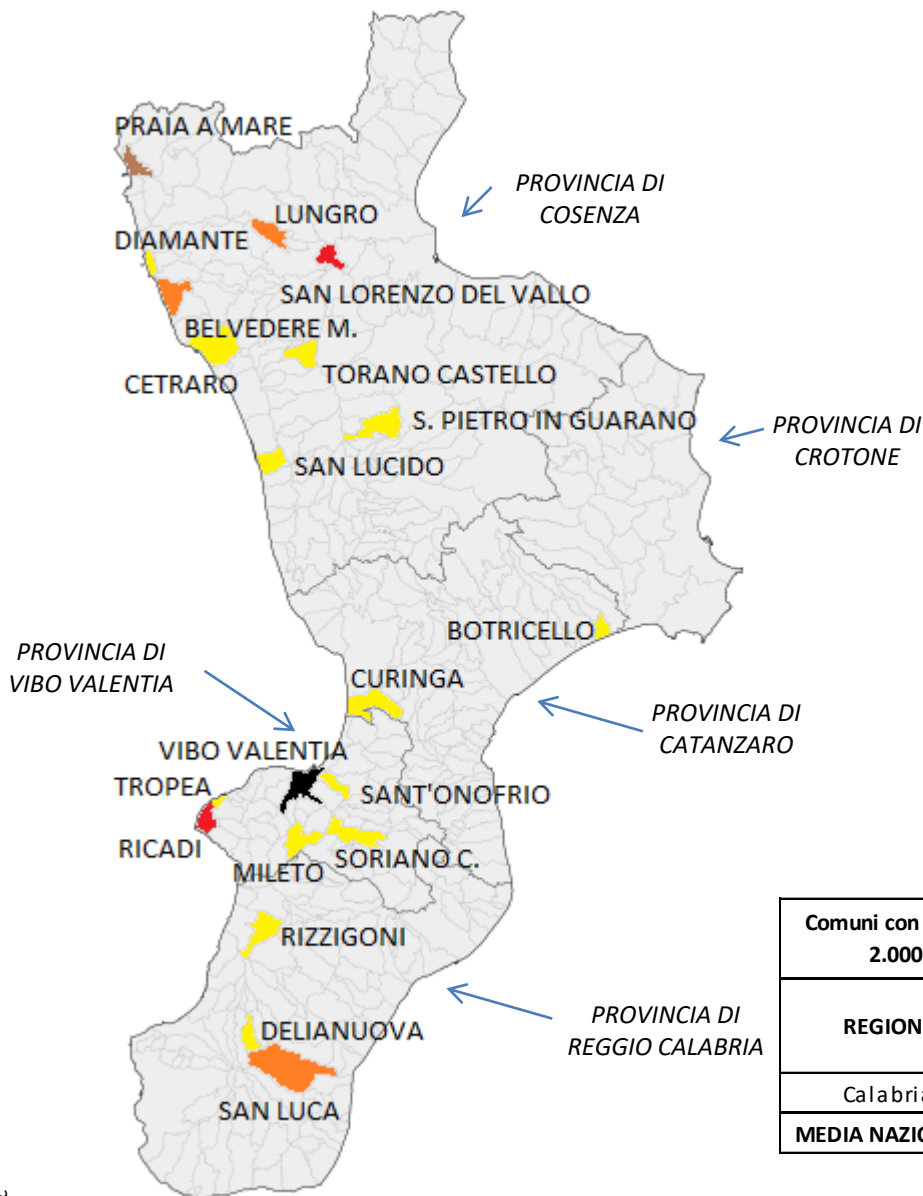 PRAIA A MARE
PROVINCIA DI
COSENZA
LUNGRO
DIAMANTE
SAN LORENZO DEL VALLO
BELVEDERE M.
TORANO CASTELLO
CETRARO
S. PIETRO IN GUARANO
PROVINCIA DI
CROTONE
SAN LUCIDO
BOTRICELLO
PROVINCIA DI
VIBO VALENTIA
CURINGA
PROVINCIA DI
CATANZARO
VIBO VALENTIA
TROPEA
SANT'ONOFRIO
RICADI
SORIANO C.
MILETO
RIZZIGONI
Comuni con
2.000
REGION
Calabria
MEDIA NAZIO
PROVINCIA DI
REGGIO CALABRIA
DELIANUOVA
SAN LUCA